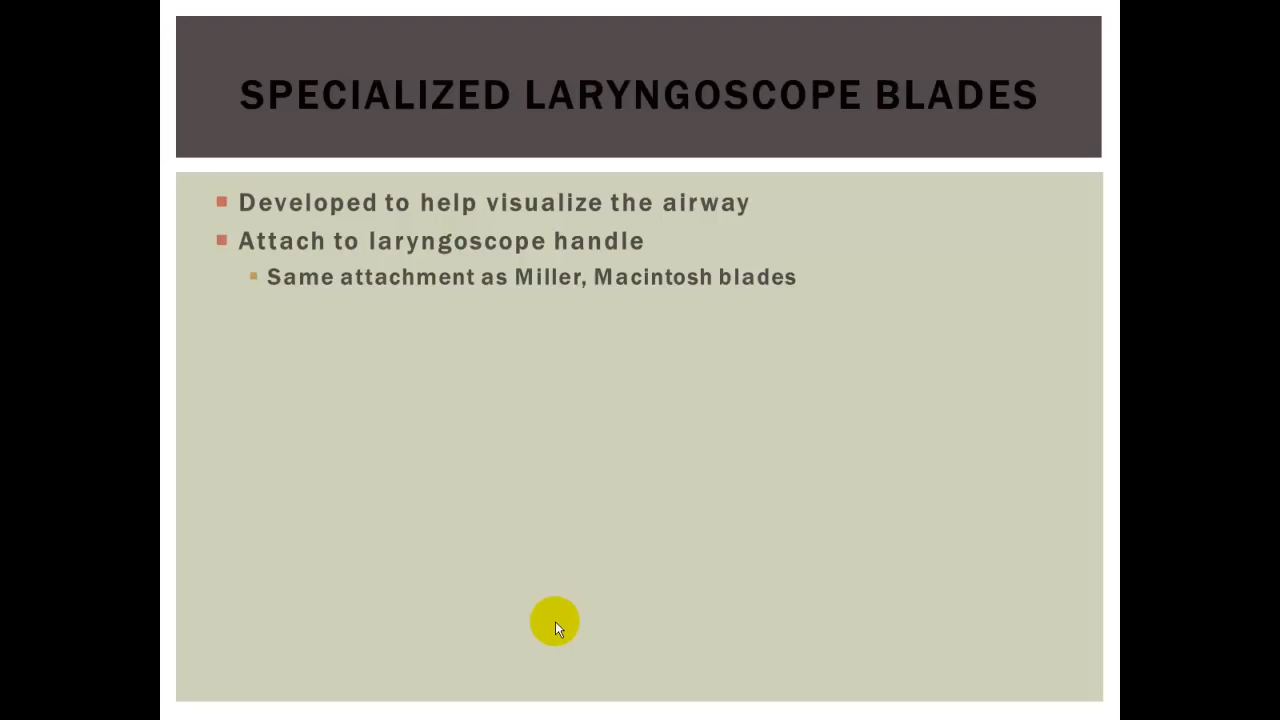 SPECIALIZED LARYNGOSCOPE BLADES
Developed to help visualize the airway
Attach to laryngoscope handle
Same attachment as Miller, Macintosh blades